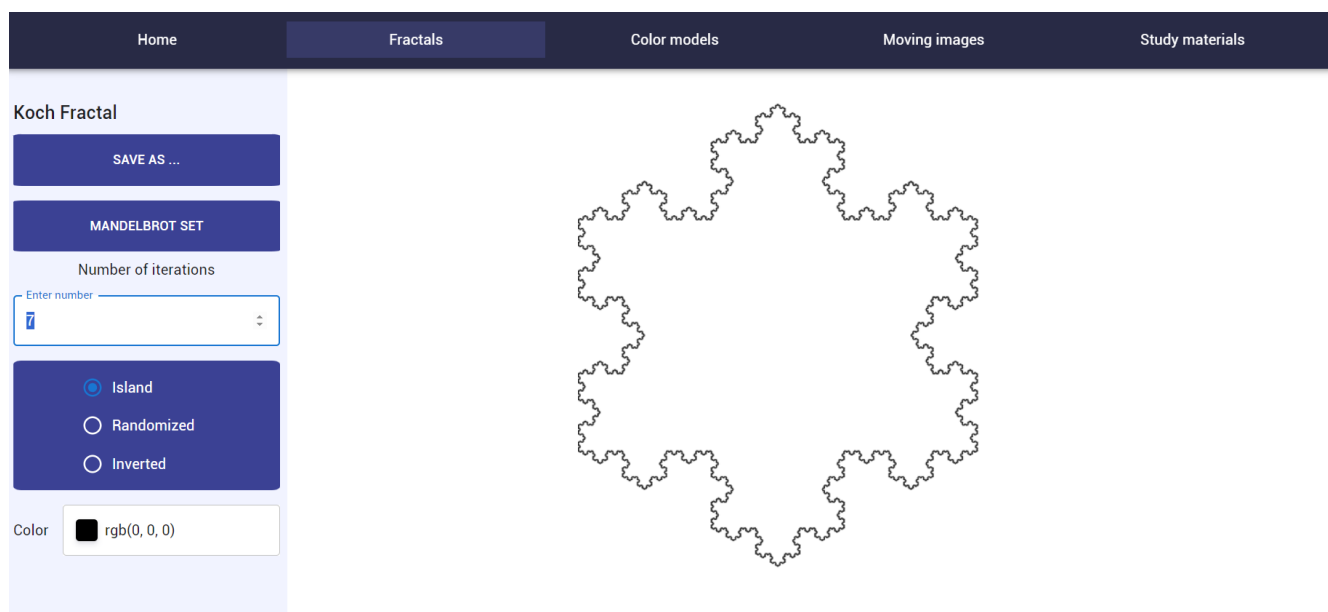 Home Fractals Color models Moving images Study materials
Koch Fractal
SAVE AS ...
MANDELBROT SET
Number of iterations
Enter number
7
Island
Randomized
Inverted
Color rgb(0, 0, 0)